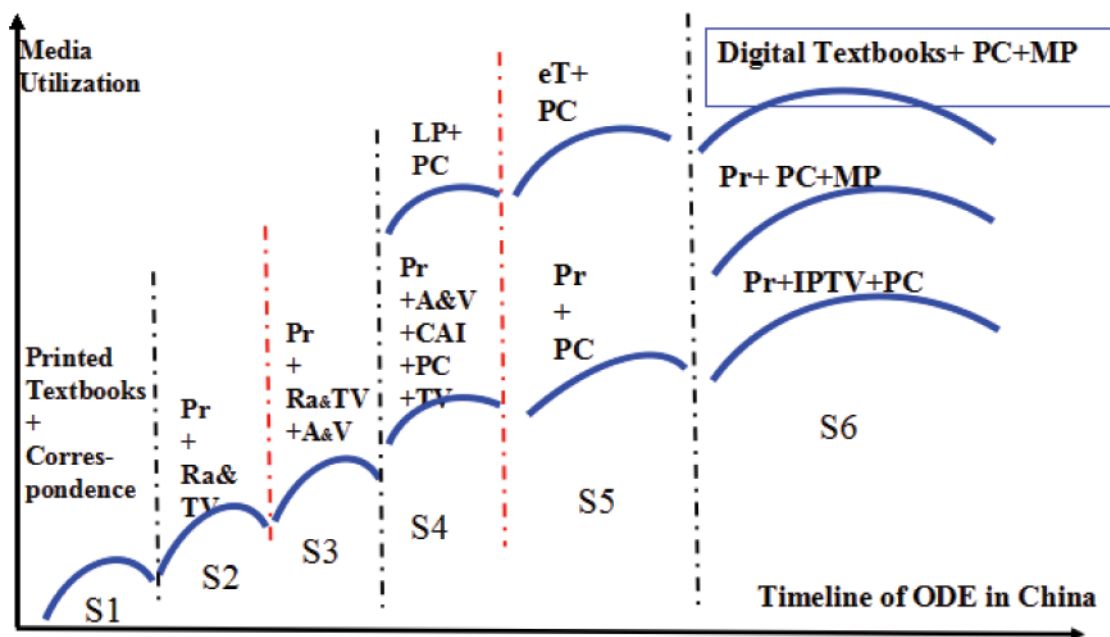 Media
Utilization
Printed
Textbooks
+
Corres-
pondence
S1
Pr
+
Ra&
TV
S2
Pr
+
Ra&TV
+A&V
S3
LP+
PC
Pr
+A&V
+CAI
+PC
+TV
S4
eT+
PC
Pr
+
PC
S5
Digital Textbooks+ PC+MP
Pr+ PC+MP
Pr+IPTV+PC
S6
Timeline of ODE in China